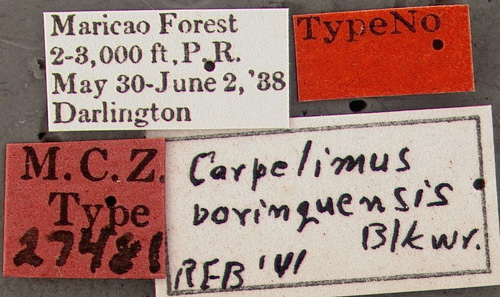 Maricao Forest
2-3,000 ft, P.R.
May 30-June 2, '38
Darlington
TypeNo
M.C.Z.
Type
27481
Carpelimus
borinquensis
Blkwr.
REB '41